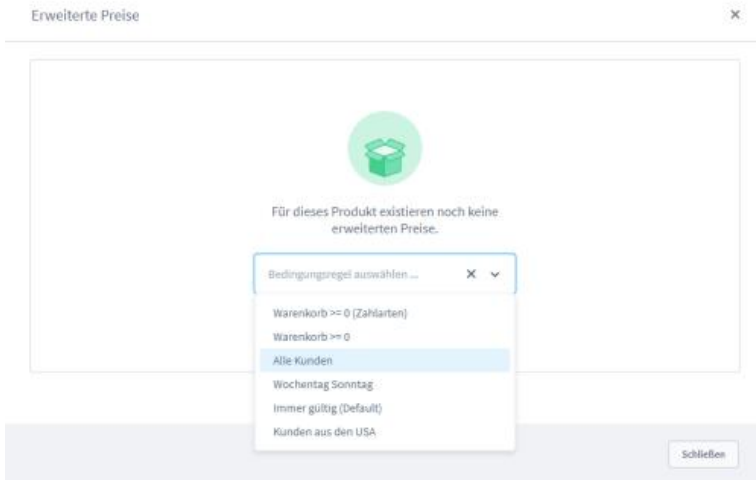 Erweiterte Preise
Für dieses Produkt existieren noch keine
erweiterten Preise.
Bedingungsregel auswählen ...
Warenkorb >= 0 (Zahlarten)
Warenkorb >= 0
Alle Kunden
Wochentag Sonntag
Immer gültig (Default)
Kunden aus den USA
Schließen